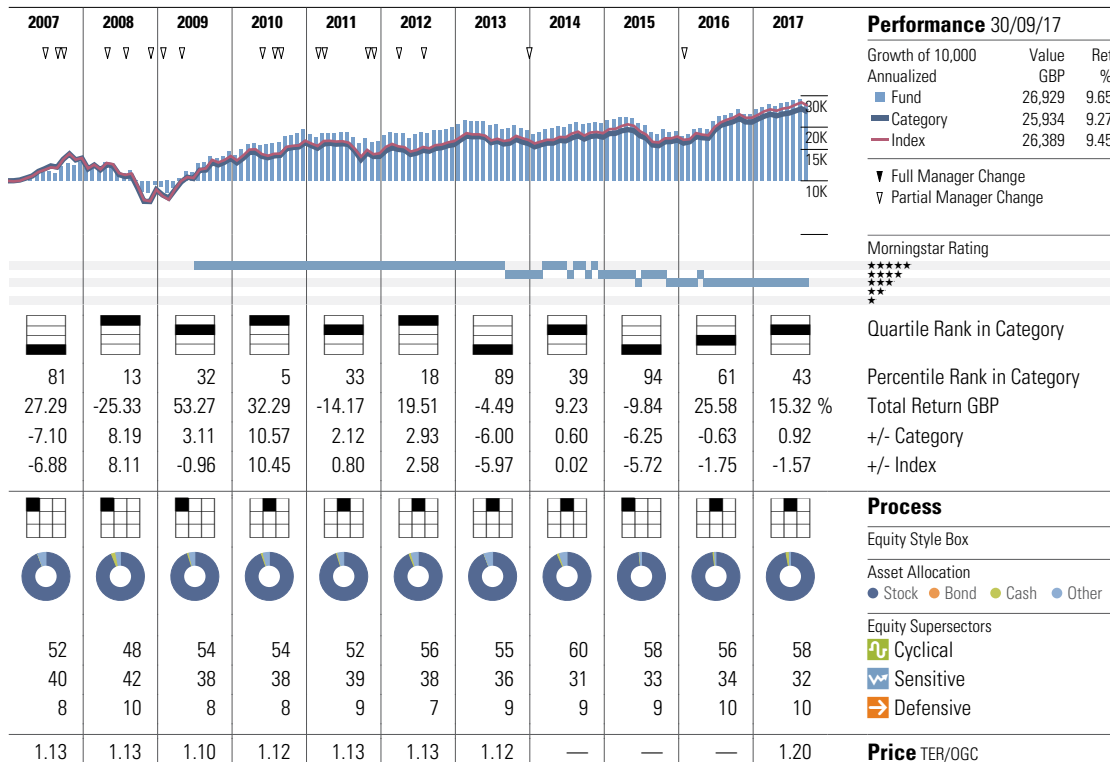 2007 2008 2009 2010 2011 2012 2013 2014 2015 2016 2017
Performance 30/09/17
Growth of 10,000 Value Ret
Annualized GBP %
Fund 26,929 9.65
Category 25,934 9.27
Index 26,389 9.45
Full Manager Change
Partial Manager Change
30K
20K
15K
10K
Morningstar Rating
★★★★★
★★★★
★★★
★★
★
Quartile Rank in Category
81 13 32 5 33 18 89 39 94 61 43 Percentile Rank in Category
27.29 -25.33 53.27 32.29 -14.17 19.51 -4.49 9.23 -9.84 25.58 15.32 % Total Return GBP
-7.10 8.19 3.11 10.57 2.12 2.93 -6.00 0.60 -6.25 -0.63 0.92 +/- Category
-6.88 8.11 -0.96 10.45 0.80 2.58 -5.97 0.02 -5.72 -1.75 -1.57 +/- Index
Process
Equity Style Box
Asset Allocation
Stock Bond Cash Other
Equity Supersectors
52 48 54 54 52 56 55 60 58 56 58 Cyclical
40 42 38 38 39 38 36 31 33 34 32 Sensitive
8 10 8 8 9 7 9 9 9 10 10 Defensive
1.13 1.13 1.10 1.12 1.13 1.13 1.12 — — — 1.20 Price TER/OGC